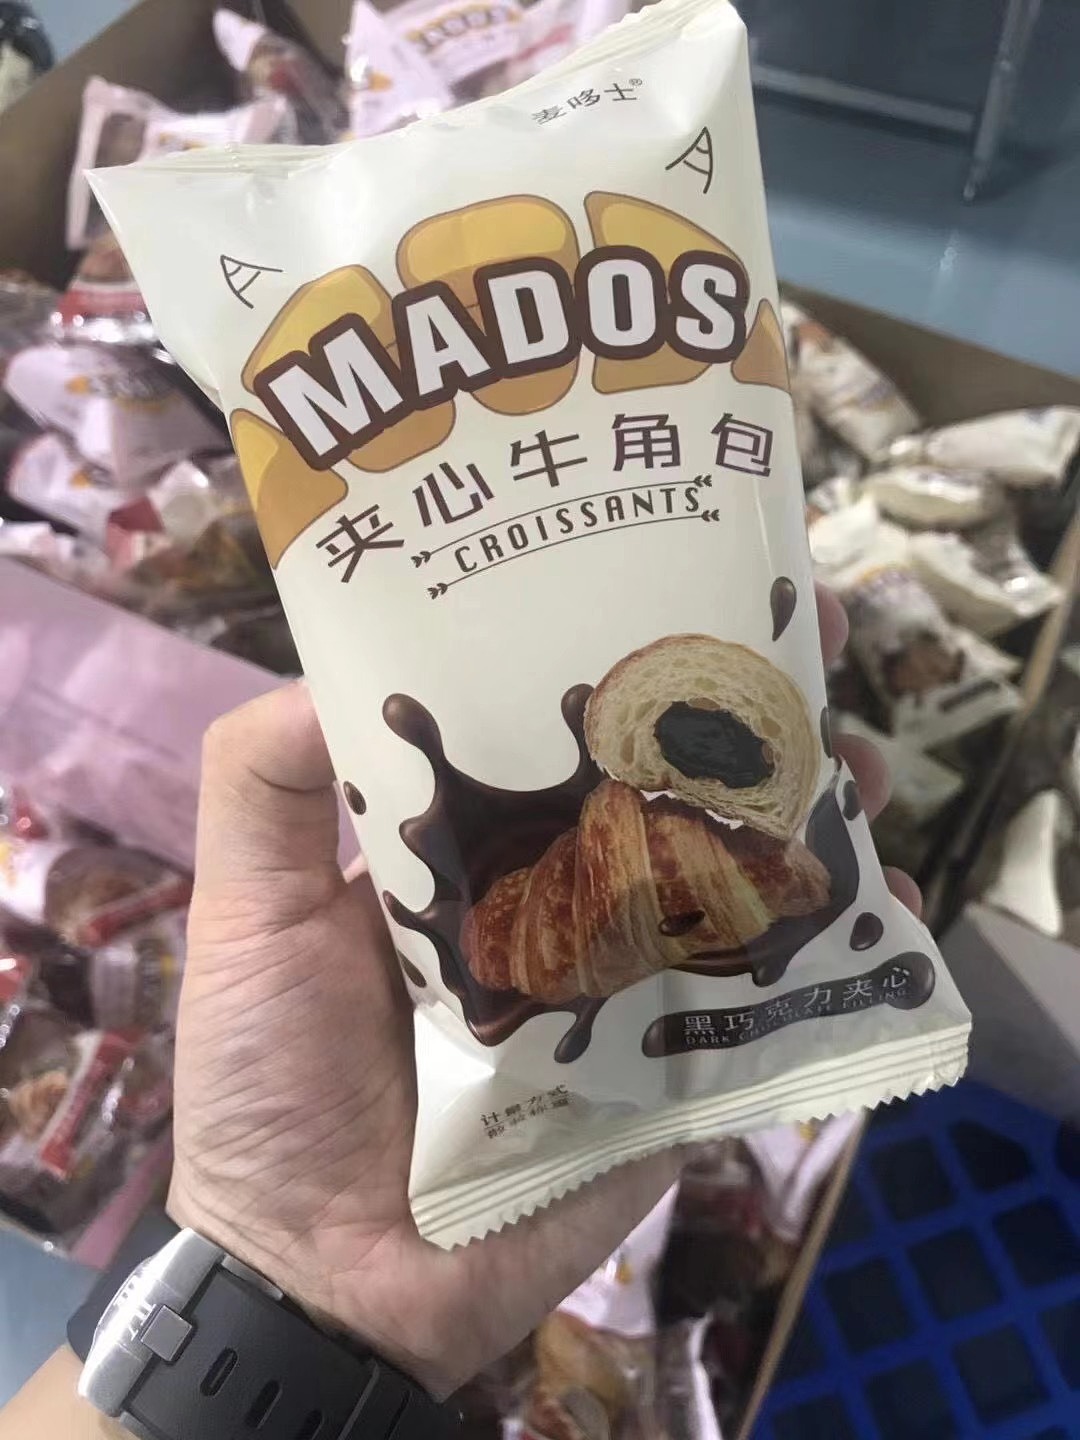 麦哆士®
MADOS
夹心牛角包
CROISSANTS
黑巧克力夹心
DARK CHOCOLATE FILLING
计量方式
散装称重